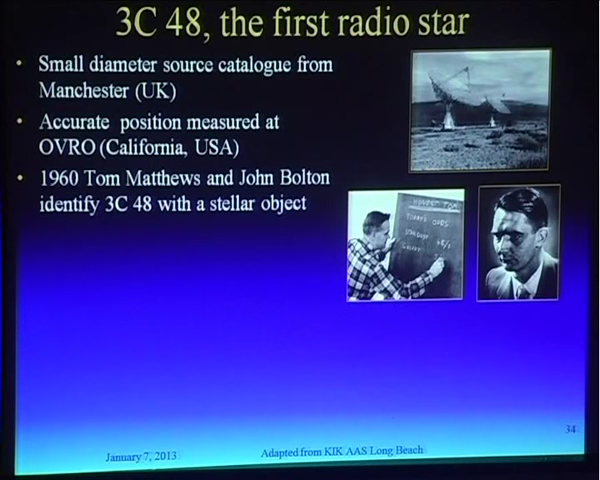 3C 48, the first radio star
• Small diameter source catalogue from
Manchester (UK)
• Accurate position measured at
OVRO (California, USA)
• 1960 Tom Matthews and John Bolton
identify 3C 48 with a stellar object
TODAY'S ODDS
34
January 7, 2013
Adapted from KIK AAS Long Beach